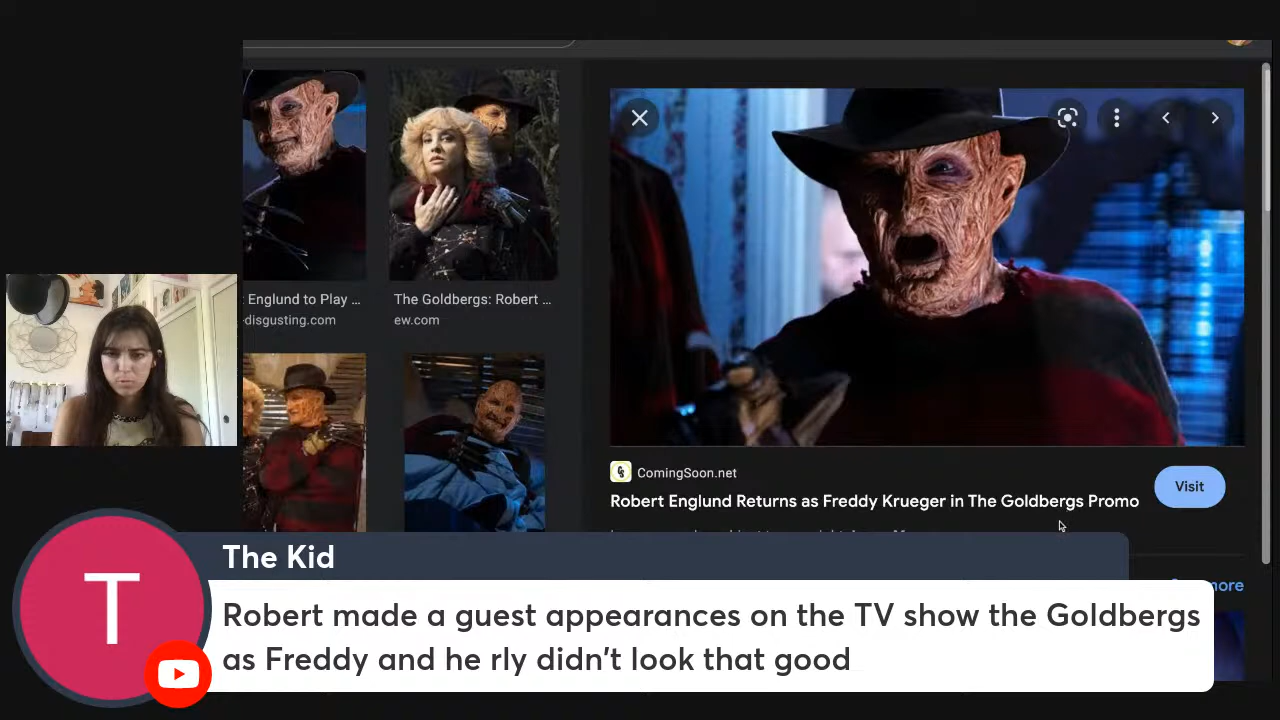 Englund to Play ...
-disgusting.com
The Goldbergs: Robert ...
ew.com
ComingSoon.net
Robert Englund Returns as Freddy Krueger in The Goldbergs Promo
Visit
more
The Kid
T
Robert made a guest appearances on the TV show the Goldbergs
as Freddy and he rly didn't look that good